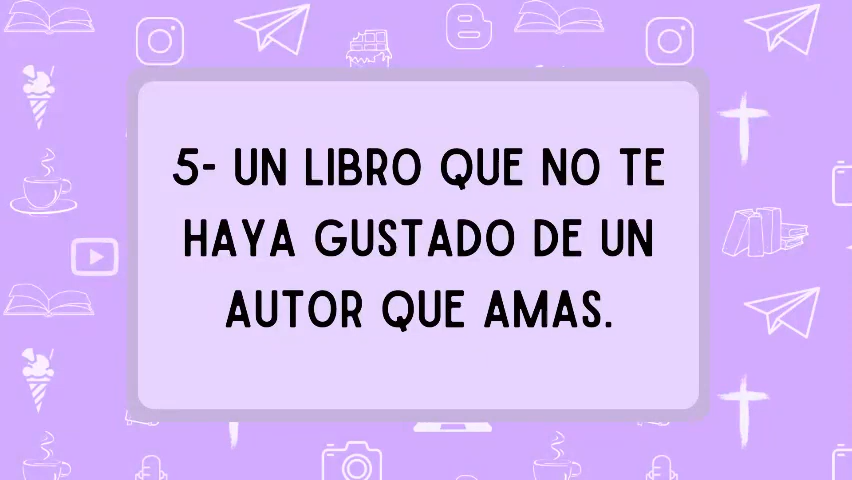 5- UN LIBRO QUE NO TE
HAYA GUSTADO DE UN
AUTOR QUE AMAS.